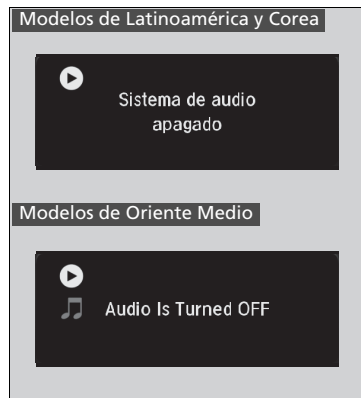 Modelos de Latinoamérica y Corea
Sistema de audio
apagado
Modelos de Oriente Medio
Audio Is Turned OFF